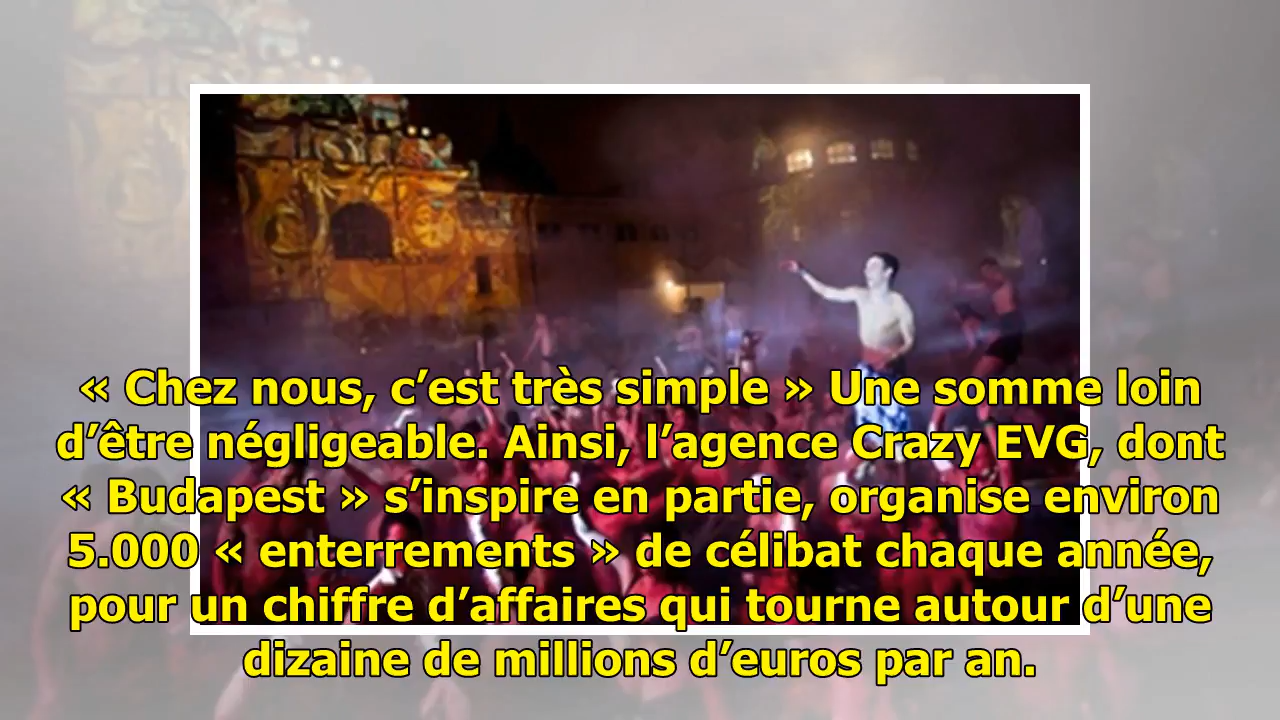 « Chez nous, c’est très simple » Une somme loin
d’être négligeable. Ainsi, l’agence Crazy EVG, dont
« Budapest » s’inspire en partie, organise environ
5.000 « enterrements » de célibat chaque année,
pour un chiffre d’affaires qui tourne autour d’une
dizaine de millions d’euros par an.